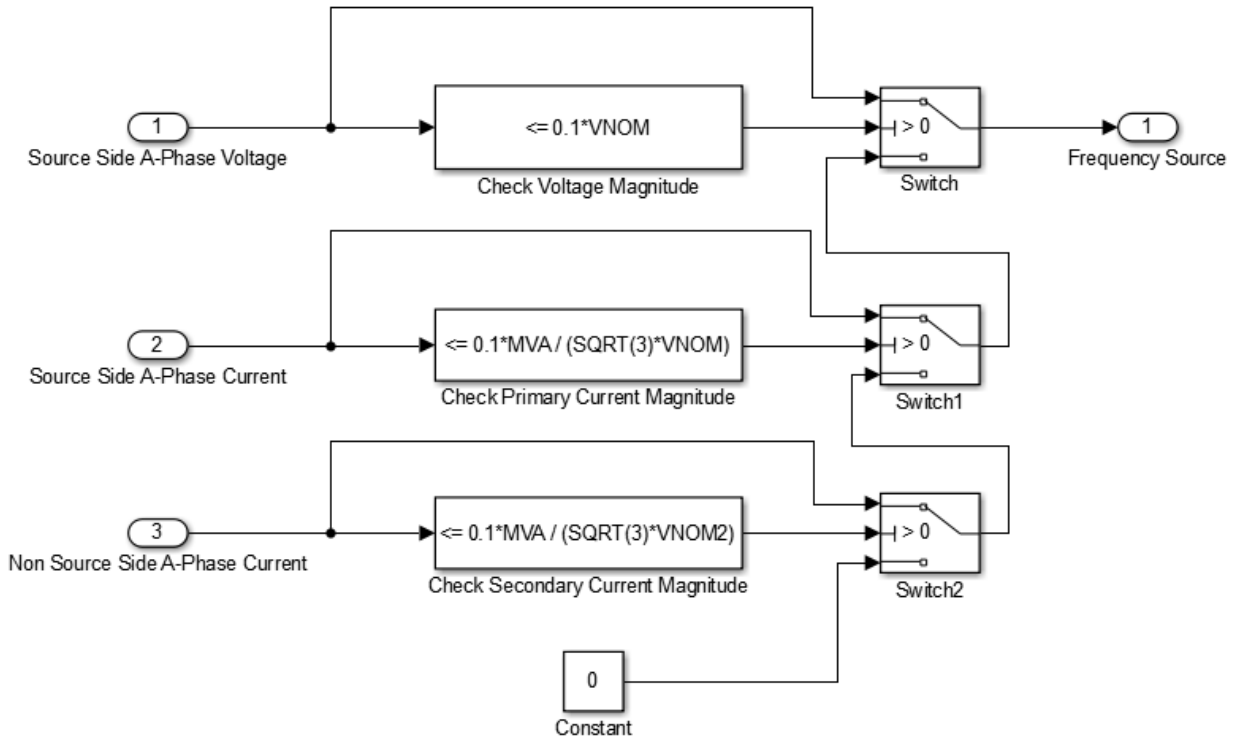 1
Source Side A-Phase Voltage
<= 0.1*VNOM
Check Voltage Magnitude
> 0
Switch
1
Frequency Source
2
Source Side A-Phase Current
<= 0.1*MVA / (SQRT(3)*VNOM)
Check Primary Current Magnitude
> 0
Switch1
3
Non Source Side A-Phase Current
<= 0.1*MVA / (SQRT(3)*VNOM2)
Check Secondary Current Magnitude
> 0
Switch2
0
Constant